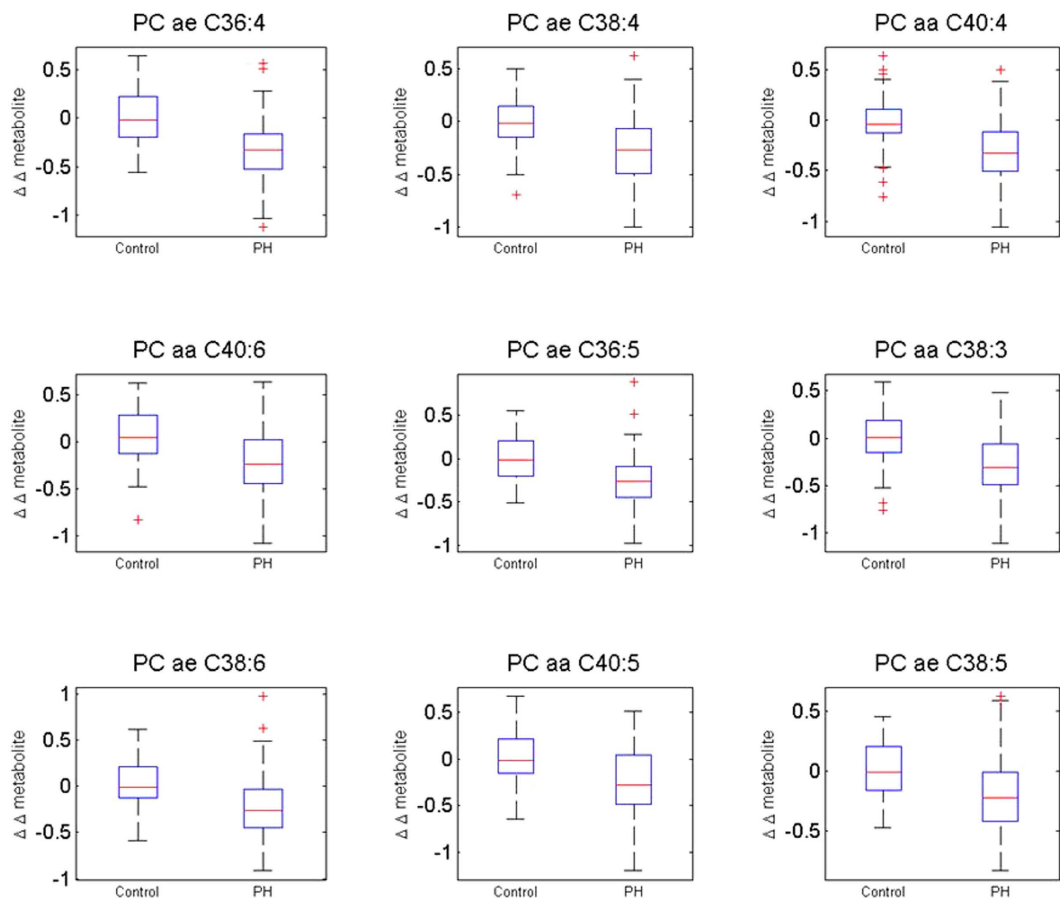 PC ae C36:4
PC ae C38:4
PC aa C40:4
Δ Δ metabolite
0.5
0
-0.5
-1
Control
PH
Δ Δ metabolite
0.5
0
-0.5
-1
Control
PH
Δ Δ metabolite
0.5
0
-0.5
-1
Control
PH
PC aa C40:6
PC ae C36:5
PC aa C38:3
Δ Δ metabolite
0.5
0
-0.5
-1
Control
PH
Δ Δ metabolite
0.5
0
-0.5
-1
Control
PH
Δ Δ metabolite
0.5
0
-0.5
-1
Control
PH
PC ae C38:6
PC aa C40:5
PC ae C38:5
Δ Δ metabolite
1
0.5
0
-0.5
-1
Control
PH
Δ Δ metabolite
0.5
0
-0.5
-1
Control
PH
Δ Δ metabolite
0.5
0
-0.5
Control
PH